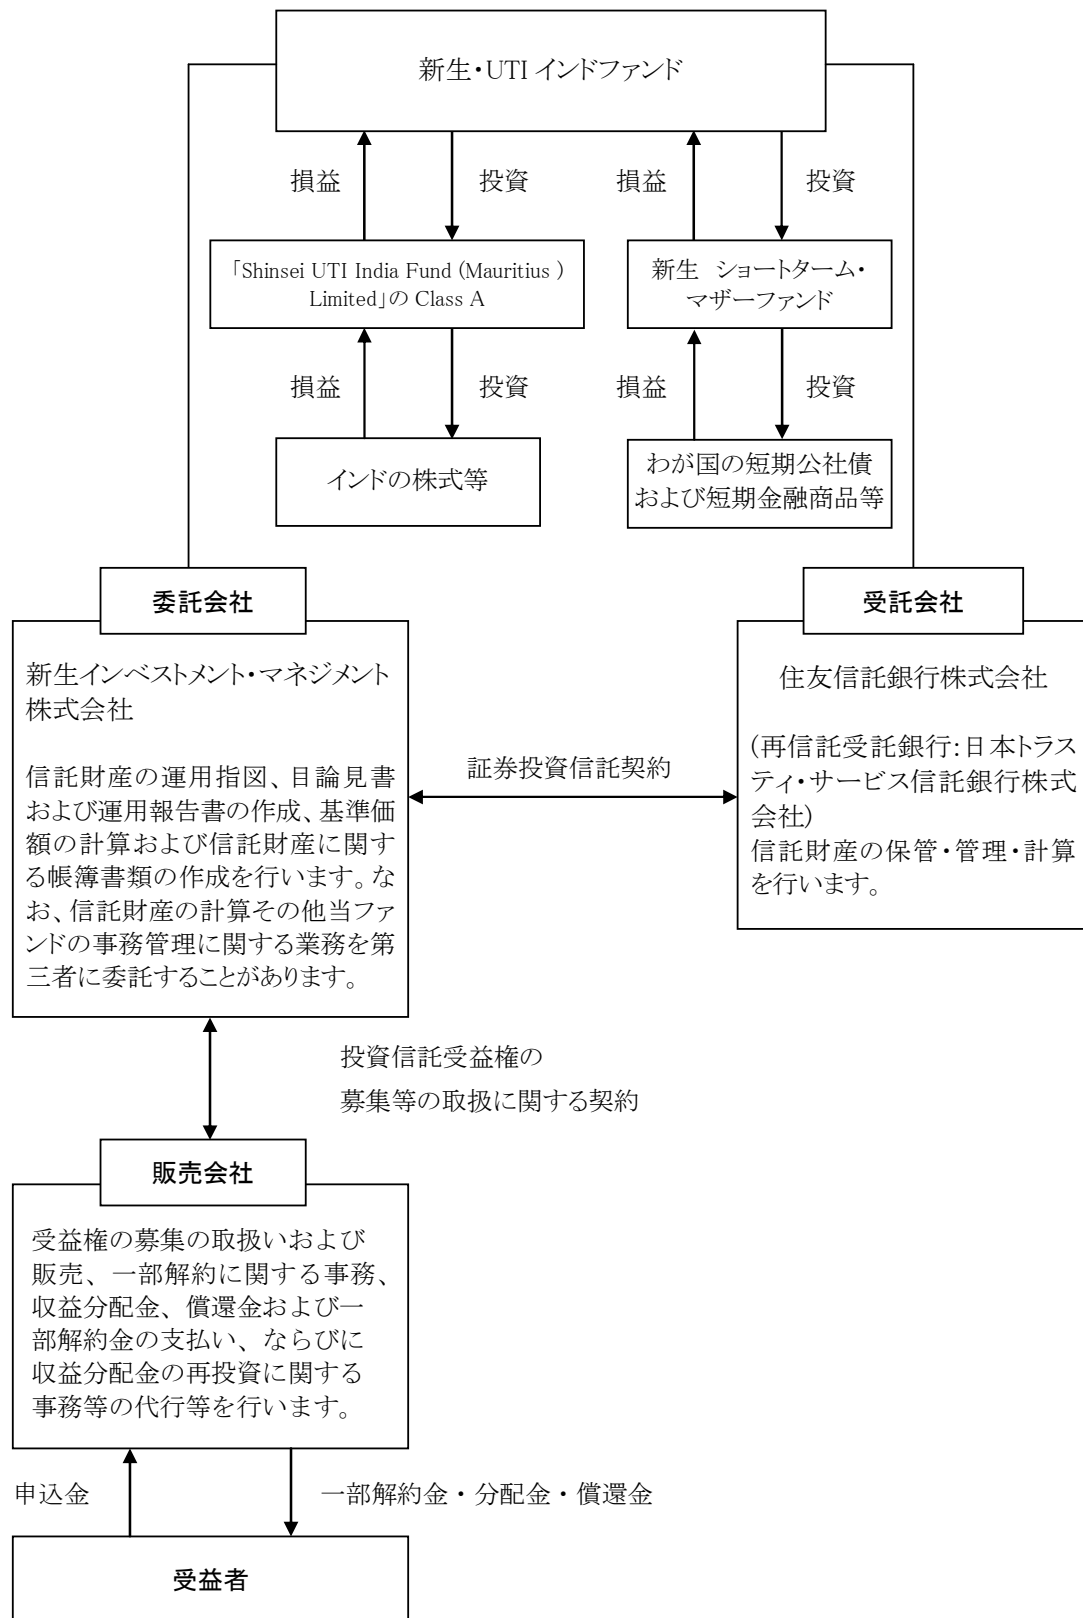 新生・UTI インドファンド
損益
投資
損益
投資
「Shinsei UTI India Fund (Mauritius )
Limited」の Class A
新生　ショートターム・
マザーファンド
損益
投資
損益
投資
インドの株式等
わが国の短期公社債
および短期金融商品等
委託会社
受託会社
新生インベストメント・マネジメント
株式会社
信託財産の運用指図、目論見書
および運用報告書の作成、基準価
額の計算および信託財産に関す
る帳簿書類の作成を行います。な
お、信託財産の計算その他当ファ
ンドの事務管理に関する業務を第
三者に委託することがあります。
証券投資信託契約
住友信託銀行株式会社
(再信託受託銀行:日本トラス
ティ・サービス信託銀行株式
会社)
信託財産の保管・管理・計算
を行います。
投資信託受益権の
募集等の取扱に関する契約
販売会社
受益権の募集の取扱いおよび
販売、一部解約に関する事務、
収益分配金、償還金および一
部解約金の支払い、ならびに
収益分配金の再投資に関する
事務等の代行等を行います。
申込金
一部解約金・分配金・償還金
受益者